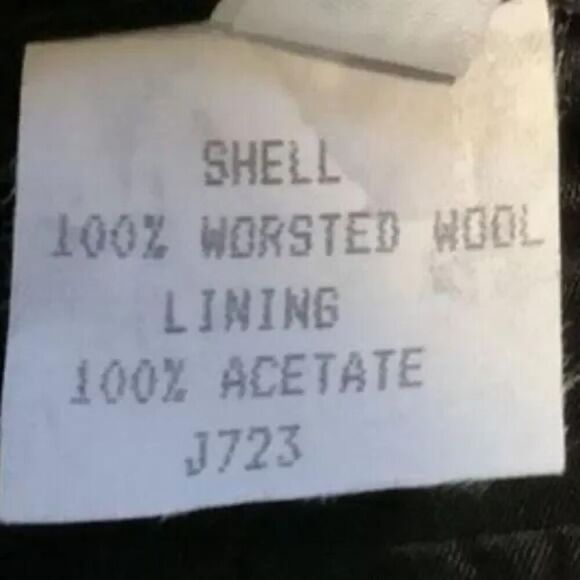 SHELL
100% WORSTED WOOL
LINING
100% ACETATE
J723